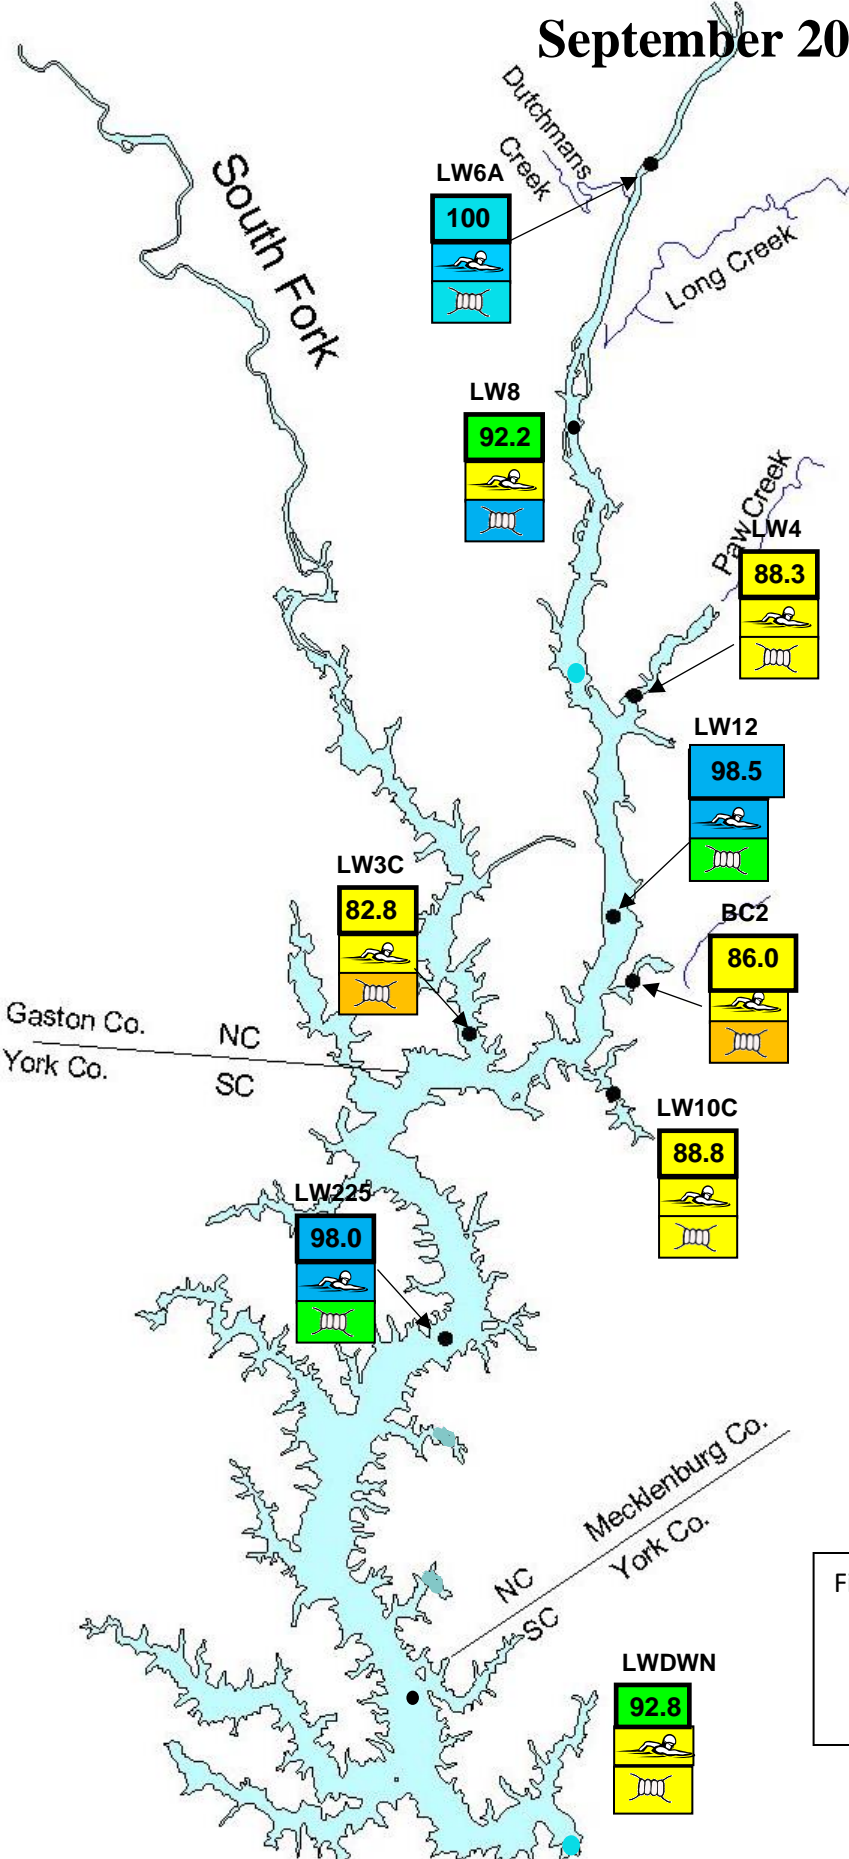 September 20
Dutchmans
Creek
LW6A
100
South Fork
Long Creek
LW8
92.2
Paw Creek
LW4
88.3
LW12
98.5
LW3C
82.8
BC2
86.0
Gaston Co.
NC
York Co.
SC
LW10C
88.8
LW225
98.0
Mecklenburg Co.
York Co.
NC
SC
LWDWN
92.8